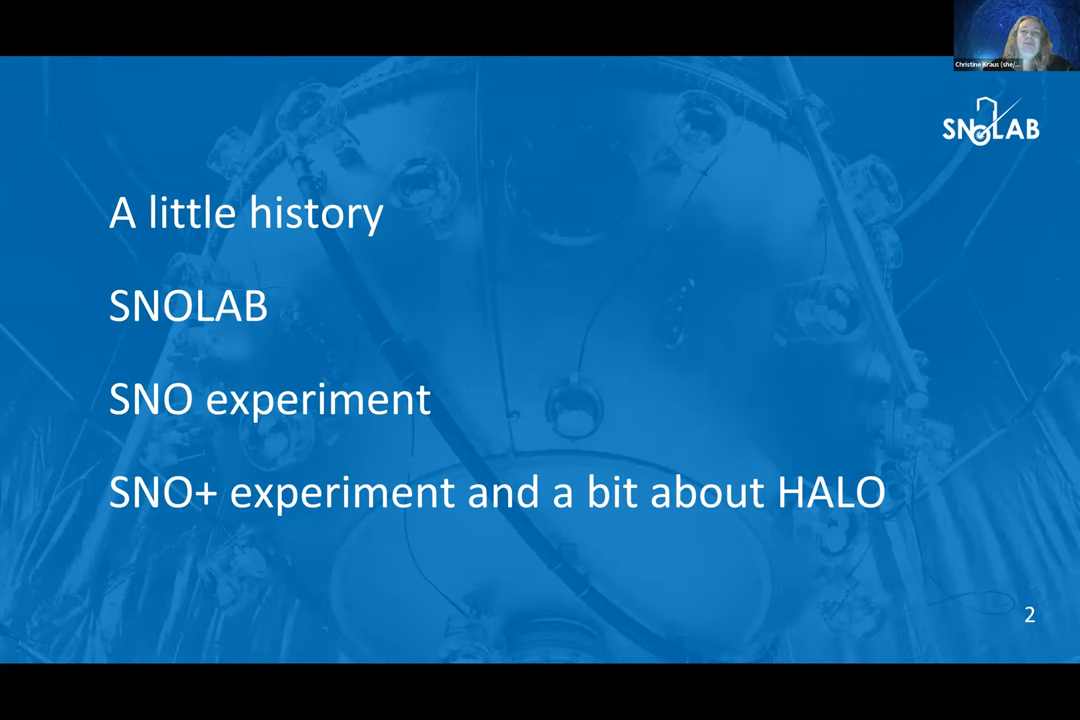 Christine Kraus (she/...
SNOLAB
A little history
SNOLAB
SNO experiment
SNO+ experiment and a bit about HALO
2